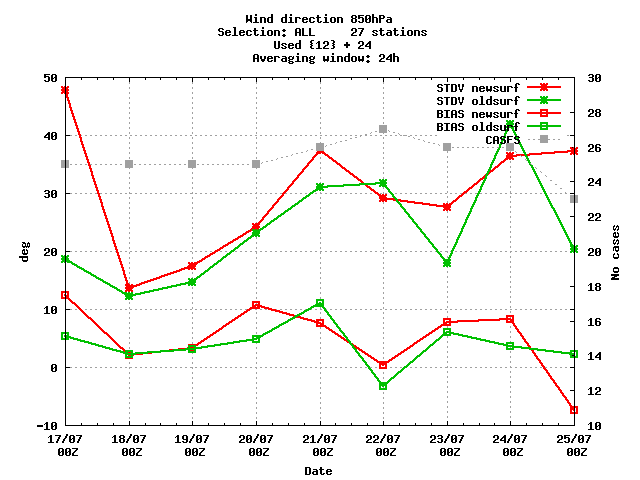 Wind direction 850hPa
Selection: ALL 27 stations
Used {12} + 24
Averaging window: 24h
50 30
STDV newsurf
STDV oldsurf
28
BIAS newsurf
BIAS oldsurf
40 26
CASES
24
30
22
deg
No cases
20 20
18
10
16
0 14
12
-10 10
17/07 18/07 19/07 20/07 21/07 22/07 23/07 24/07 25/07
00Z 00Z 00Z 00Z 00Z 00Z 00Z 00Z 00Z
Date